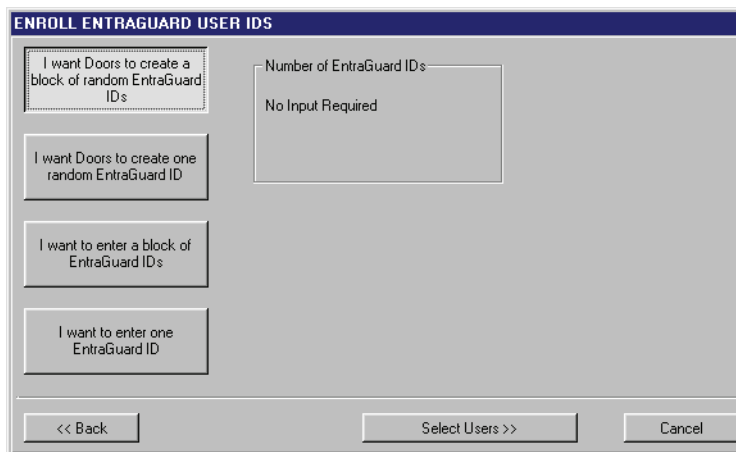 ENROLL ENTRAGUARD USER IDS
I want Doors to create a
block of random EntraGuard
IDs
Number of EntraGuard IDs
No Input Required
I want Doors to create one
random EntraGuard ID
I want to enter a block of
EntraGuard IDs
I want to enter one
EntraGuard ID
<< Back
Select Users >>
Cancel